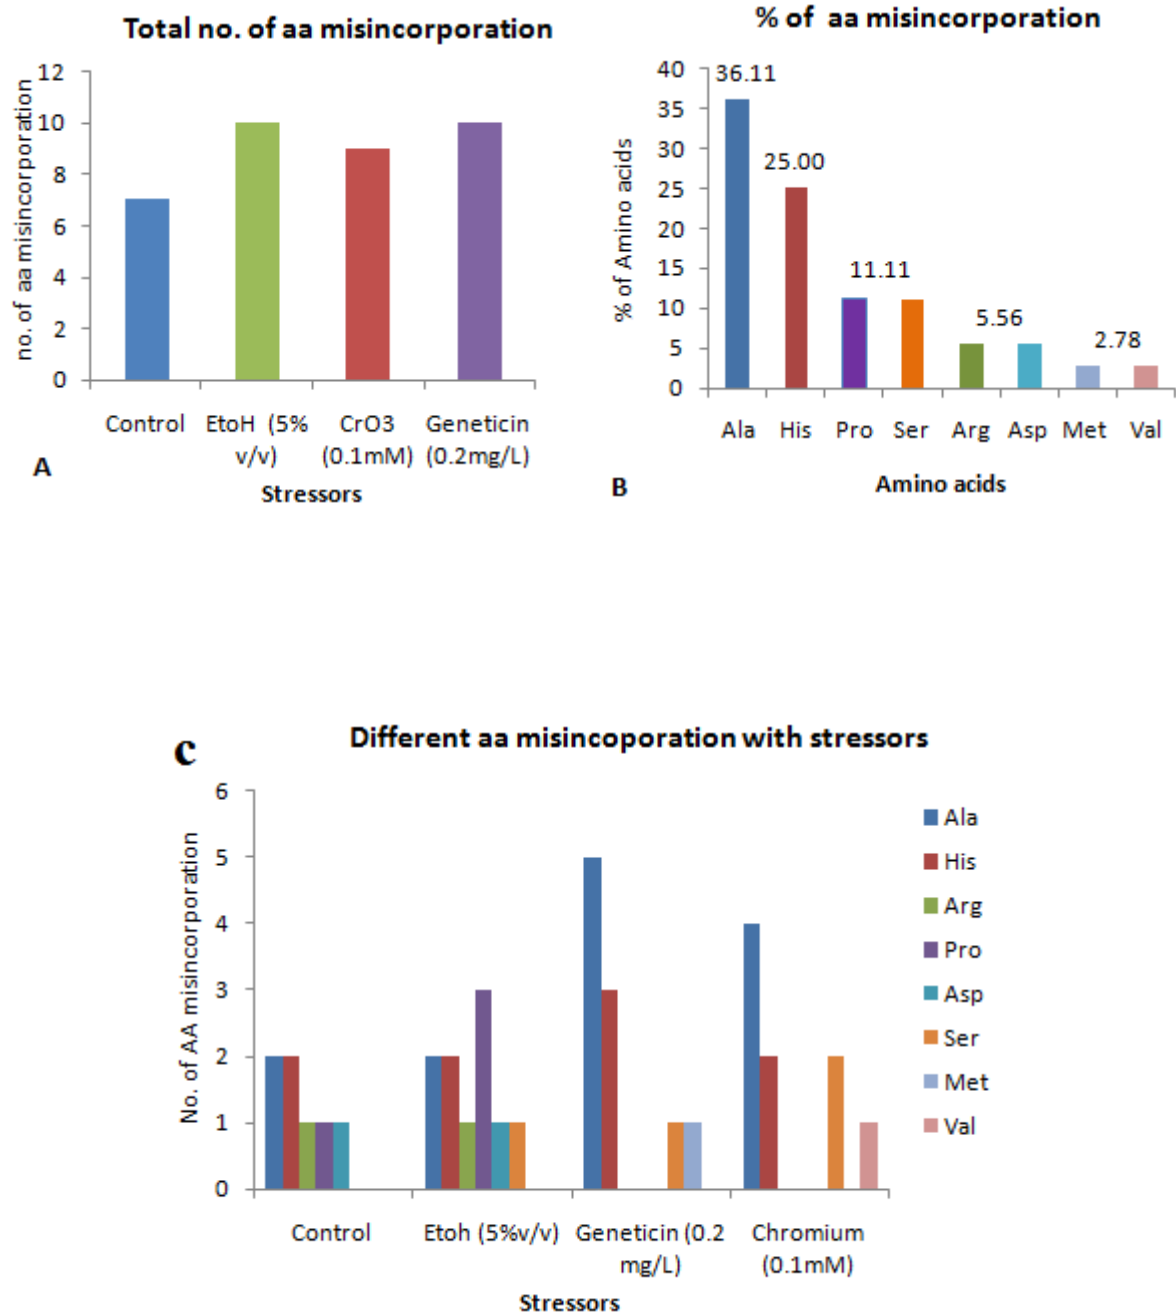 Total no. of aa misincorporation
no. of aa misincorporation
12
10
8
6
4
2
0
Control
EtoH (5%
v/v)
CrO3
(0.1mM)
Geneticin
(0.2mg/L)
Stressors
A
% of aa misincorporation
% of Amino acids
40
35
30
25
20
15
10
5
0
36.11
25.00
11.11
5.56
2.78
Ala
His
Pro
Ser
Arg
Asp
Met
Val
Amino acids
B
c
Different aa misincoporation with stressors
No. of AA misincorporation
6
5
4
3
2
1
0
Control
Etoh (5%v/v)
Geneticin (0.2
mg/L)
Chromium
(0.1mM)
Stressors
Ala
His
Arg
Pro
Asp
Ser
Met
Val